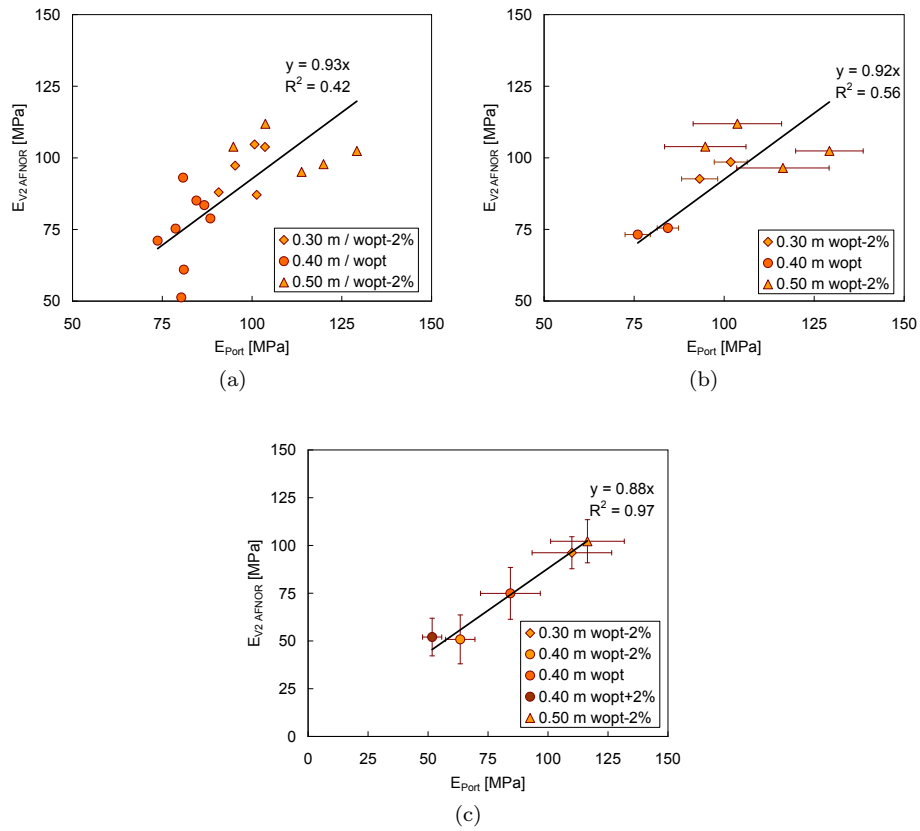 150
125
100
75
50
E_V2 AFNOR [MPa]
y = 0.93x
R² = 0.42
0.30 m / wopt-2%
0.40 m / wopt
0.50 m / wopt-2%
50 75 100 125 150
E_Port [MPa]
(a)
150
125
100
75
50
E_V2 AFNOR [MPa]
y = 0.92x
R² = 0.56
0.30 m wopt-2%
0.40 m wopt
0.50 m wopt-2%
50 75 100 125 150
E_Port [MPa]
(b)
150
125
100
75
50
25
0
E_V2 AFNOR [MPa]
y = 0.88x
R² = 0.97
0.30 m wopt-2%
0.40 m wopt-2%
0.40 m wopt
0.40 m wopt+2%
0.50 m wopt-2%
0 25 50 75 100 125 150
E_Port [MPa]
(c)